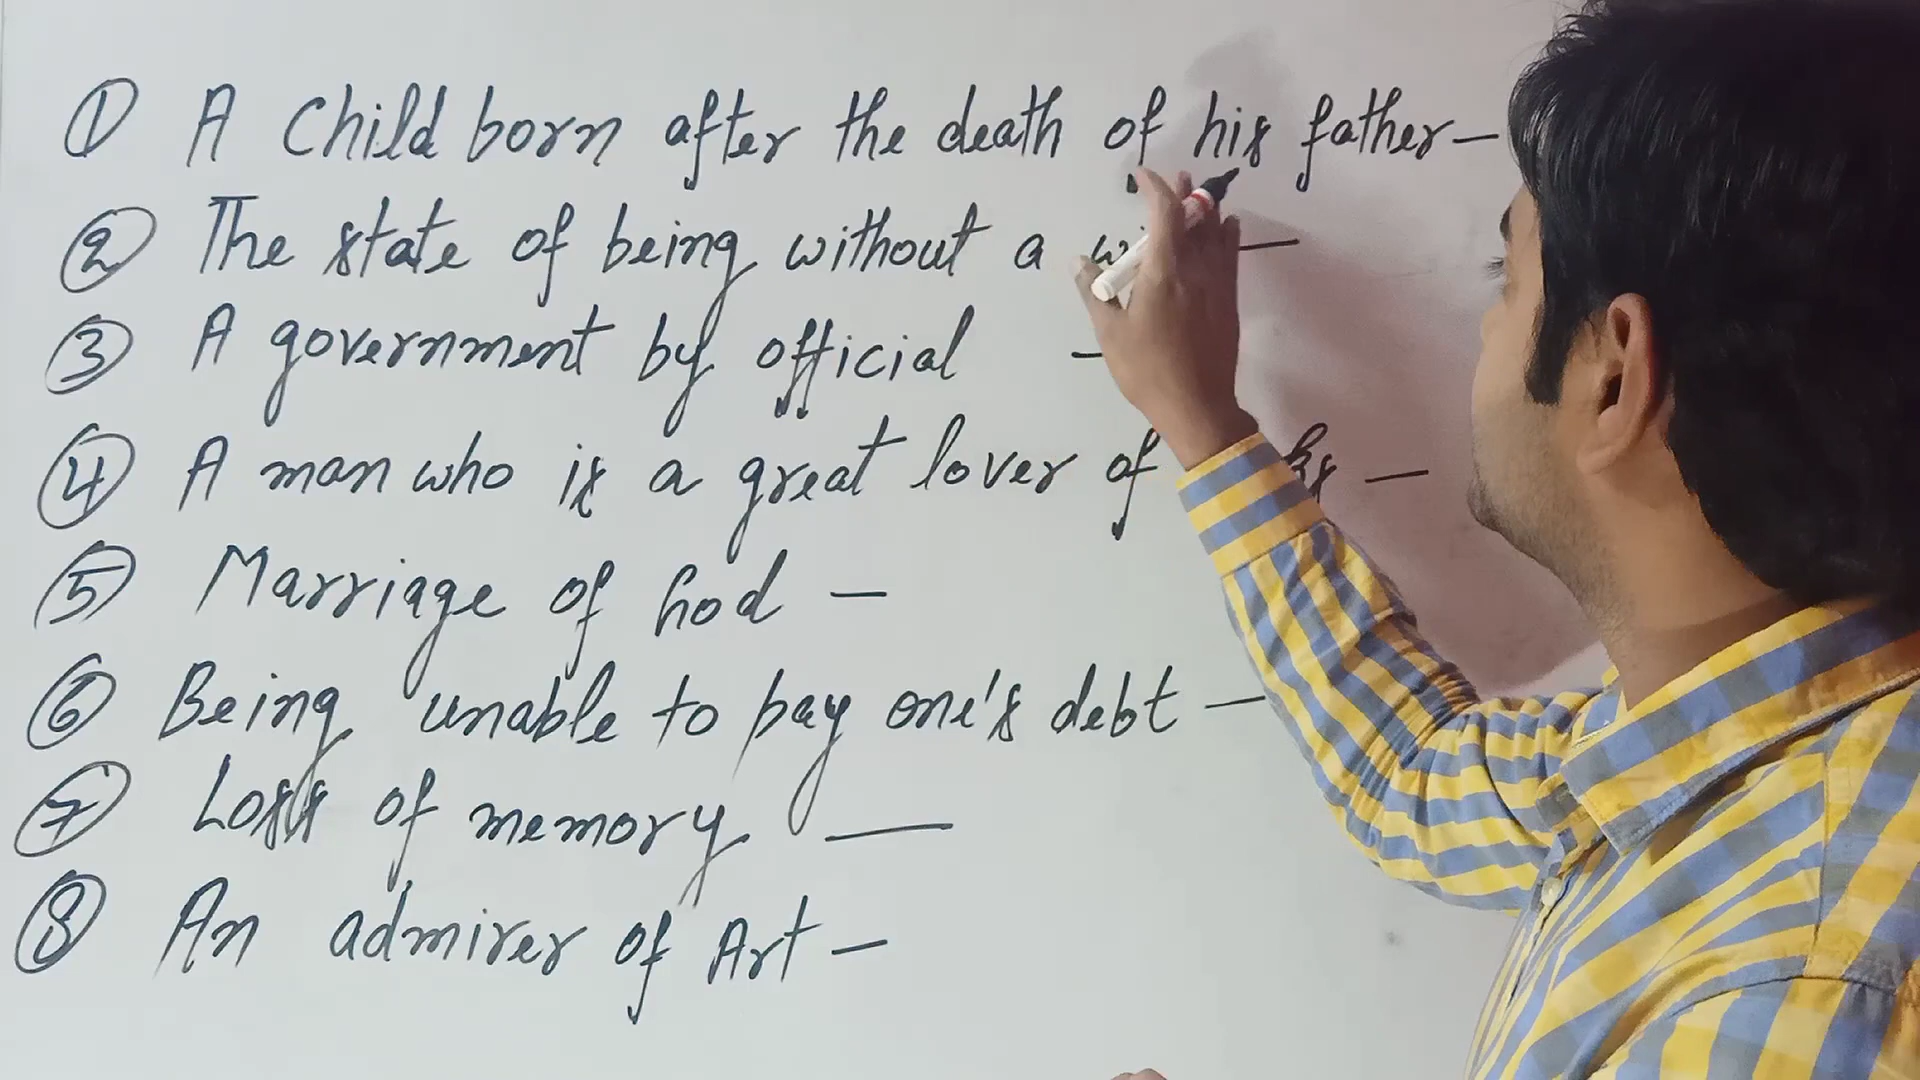 ① A Child born after the death of his father —
② The state of being without a —
③ A government by official —
④ A man who is a great lover of —
⑤ Marriage of God —
⑥ Being unable to pay one's debt —
⑦ Loss of memory —
⑧ An admirer of Art —